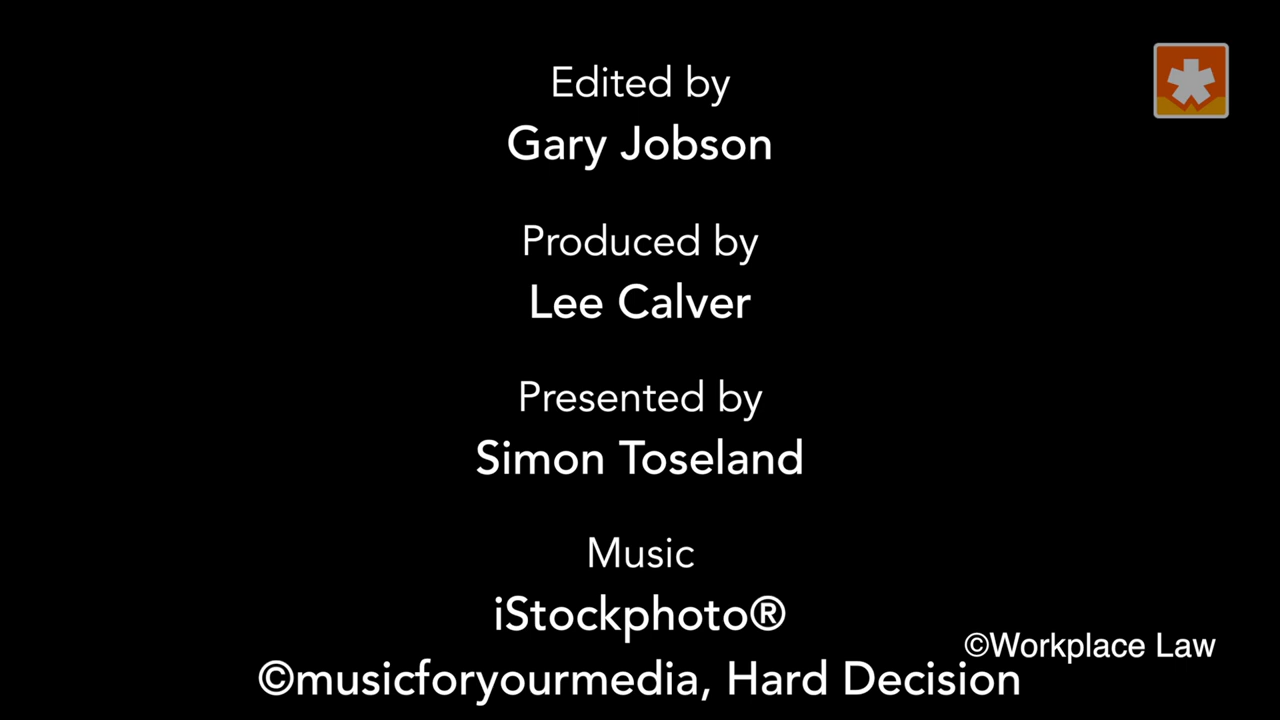 Edited by
Gary Jobson
Produced by
Lee Calver
Presented by
Simon Toseland
Music
iStockphoto®
©Workplace Law
©musicforyourmedia, Hard Decision